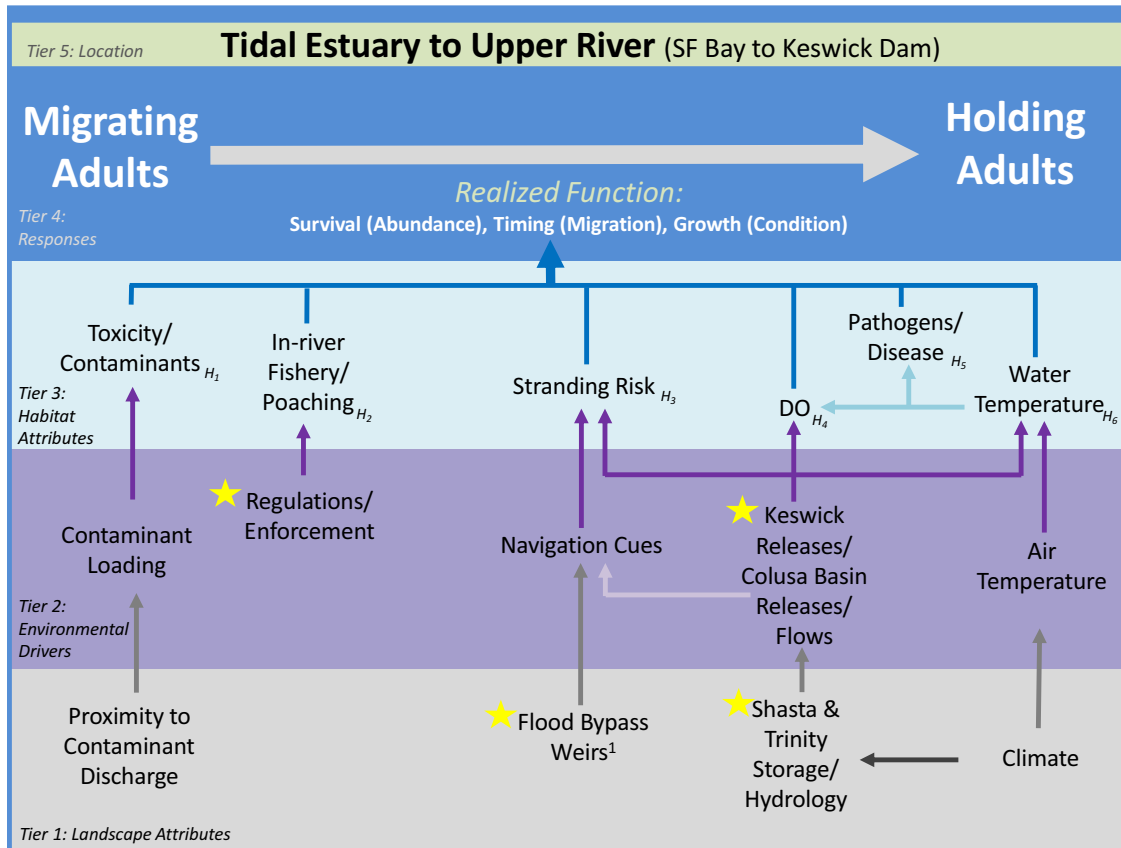 Tier 5: Location
Tidal Estuary to Upper River (SF Bay to Keswick Dam)
Migrating
Adults
Holding
Adults
Realized Function:
Survival (Abundance), Timing (Migration), Growth (Condition)
Tier 4:
Responses
Toxicity/
Contaminants H1
In-river
Fishery/
Poaching H2
Stranding Risk H3
DO H4
Pathogens/
Disease H5
Water
Temperature H6
Tier 3:
Habitat
Attributes
Contaminant
Loading
Regulations/
Enforcement
Navigation Cues
Keswick
Releases/
Colusa Basin
Releases/
Flows
Air
Temperature
Tier 2:
Environmental
Drivers
Proximity to
Contaminant
Discharge
Flood Bypass
Weirs1
Shasta &
Trinity
Storage/
Hydrology
Climate
Tier 1: Landscape Attributes